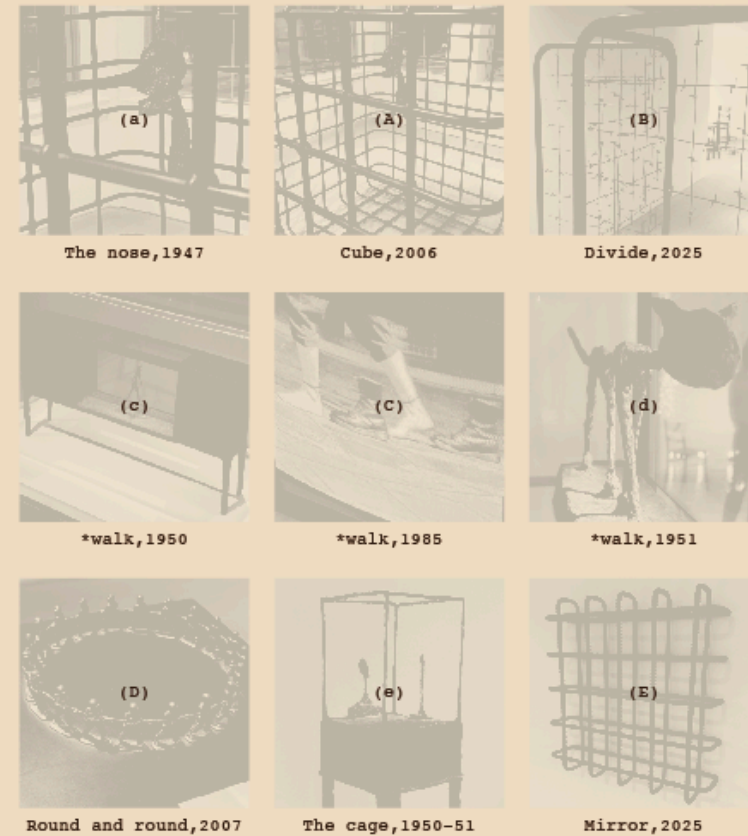 (a) (A) (B)
The nose,1947 Cube,2006 Divide,2025
(c) (C) (d)
*walk,1950 *walk,1985 *walk,1951
(D) (e) (E)
Round and round,2007 The cage,1950-51 Mirror,2025